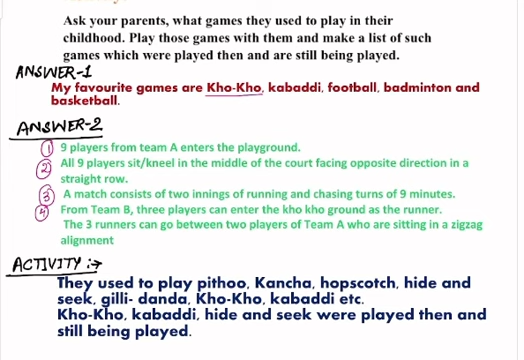 Ask your parents, what games they used to play in their
childhood. Play those games with them and make a list of such
games which were played then and are still being played.
ANSWER-1
My favourite games are Kho-Kho, kabaddi, football, badminton and
basketball.
ANSWER-2
1 9 players from team A enters the playground.
2 All 9 players sit/kneel in the middle of the court facing opposite direction in a
straight row.
3 A match consists of two innings of running and chasing turns of 9 minutes.
4 From Team B, three players can enter the kho kho ground as the runner.
The 3 runners can go between two players of Team A who are sitting in a zigzag
alignment
ACTIVITY :→
They used to play pithoo, Kancha, hopscotch, hide and
seek, gilli- danda, Kho-Kho, kabaddi etc.
Kho-Kho, kabaddi, hide and seek were played then and
still being played.